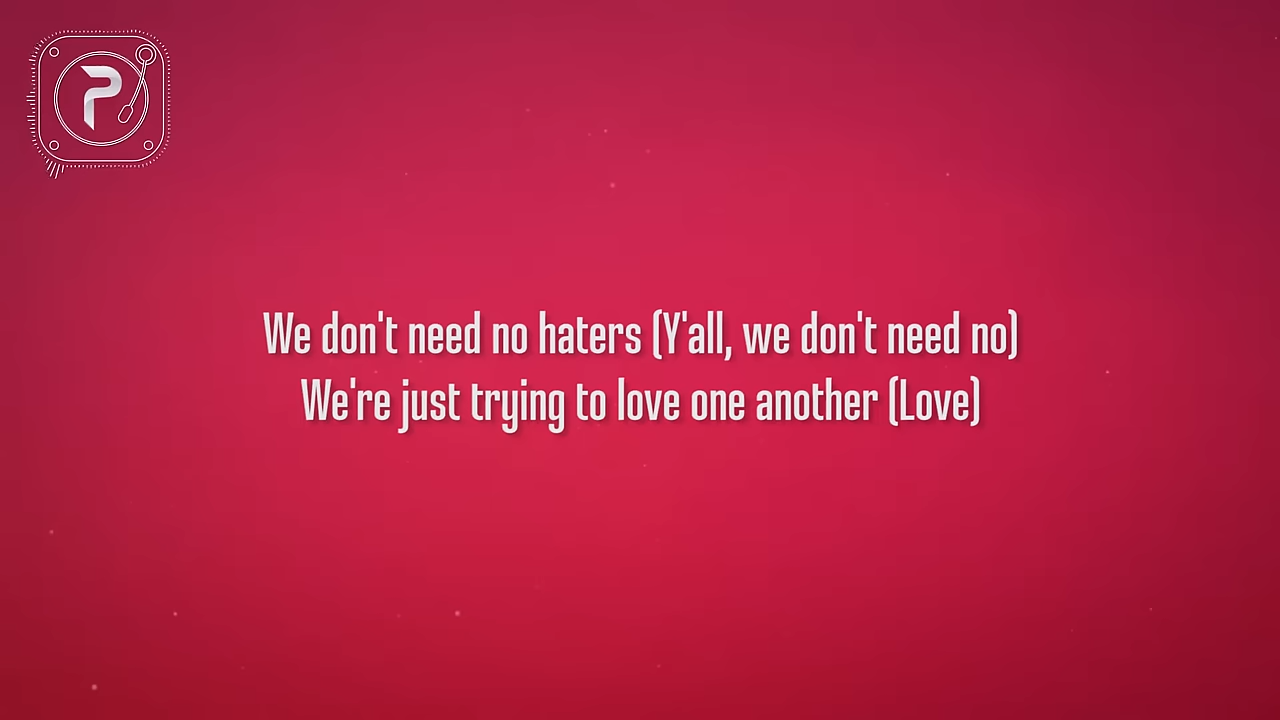 P
We don't need no haters (Y'all, we don't need no)
We're just trying to love one another (Love)